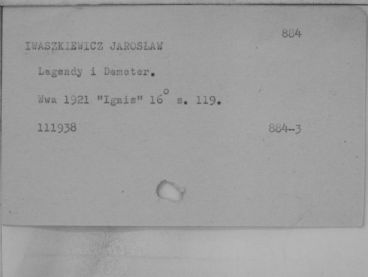 884
IWASZKIEWICZ JAROSŁAW
Legendy i Demeter.
Wwa 1921 "Ignis" 16° s. 119.
111938 884-3